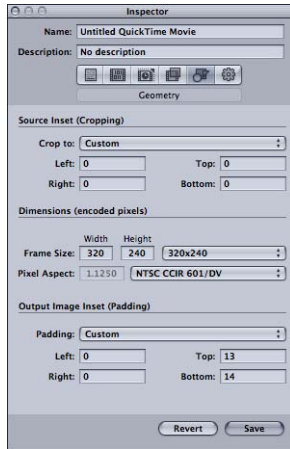 Inspector
Name: Untitled QuickTime Movie
Description: No description
Geometry
Source Inset (Cropping)
Crop to: Custom
Left: 0 Top: 0
Right: 0 Bottom: 0
Dimensions (encoded pixels)
Width Height
Frame Size: 320 240 320x240
Pixel Aspect: 1.1250 NTSC CCIR 601/DV
Output Image Inset (Padding)
Padding: Custom
Left: 0 Top: 13
Right: 0 Bottom: 14
Revert Save